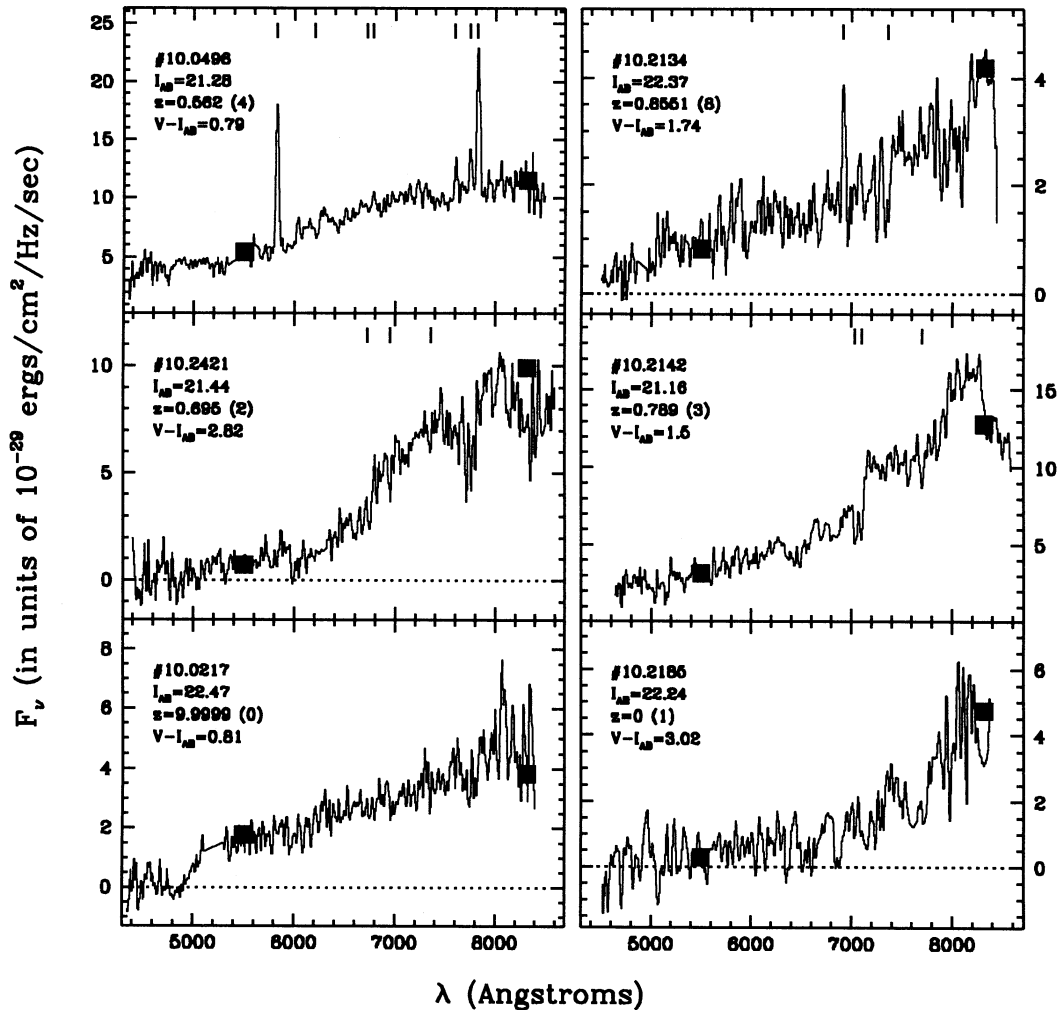 25
20
15
10
5
#10.0496
I_AB=21.28
z=0.562 (4)
V-I_AB=0.79
4
2
0
#10.2134
I_AB=22.37
z=0.8551 (8)
V-I_AB=1.74
10
5
0
#10.2421
I_AB=21.44
z=0.695 (2)
V-I_AB=2.82
15
10
5
#10.2142
I_AB=21.16
z=0.789 (3)
V-I_AB=1.5
8
6
4
2
0
#10.0217
I_AB=22.47
z=9.9999 (0)
V-I_AB=0.81
6
4
2
0
#10.2185
I_AB=22.24
z=0 (1)
V-I_AB=3.02
5000 6000 7000 8000
5000 6000 7000 8000
F_ν (in units of 10^-29 ergs/cm^2/Hz/sec)
λ (Angstroms)